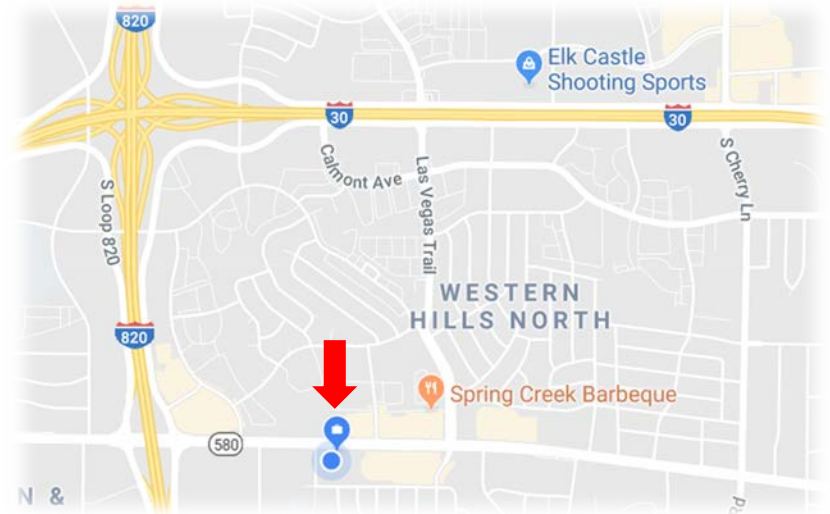 820
Elk Castle
Shooting Sports
30
30
Calmont Ave
Las Vegas Trail
S Cherry Ln
S Loop 820
WESTERN
HILLS NORTH
820
Spring Creek Barbeque
580
N &